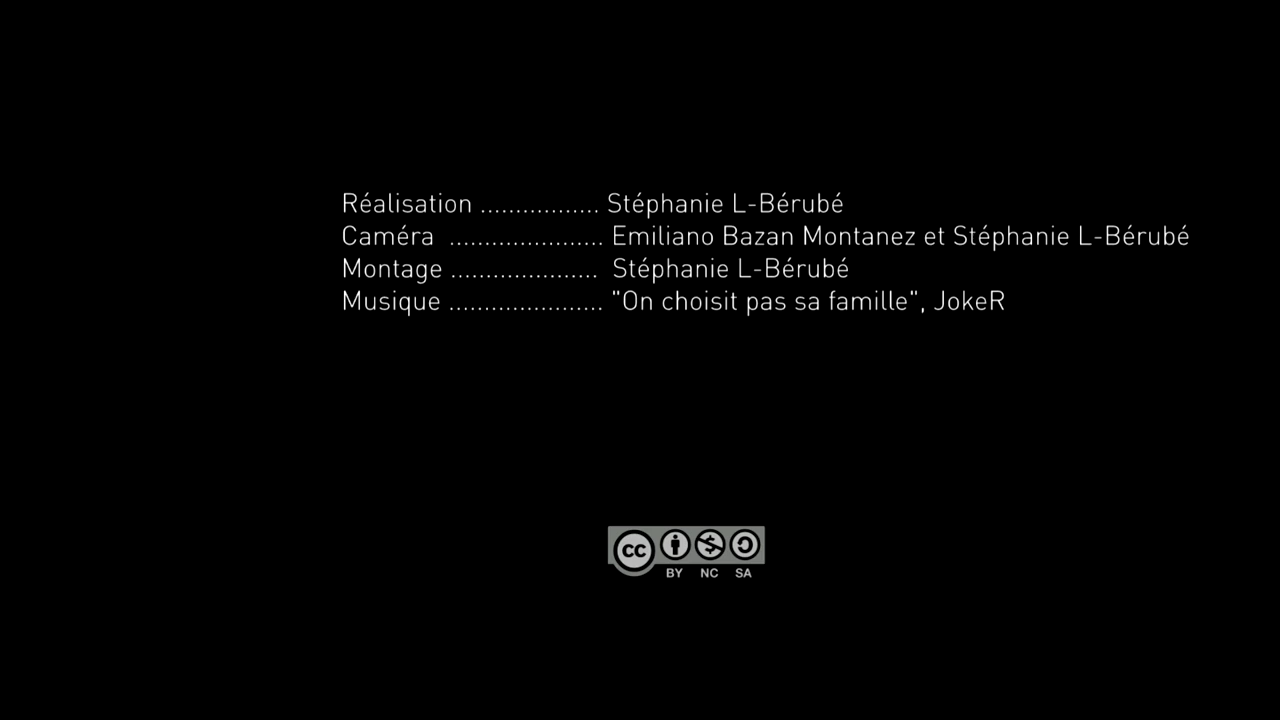 Réalisation ................. Stéphanie L-Bérubé
Caméra ...................... Emiliano Bazan Montanez et Stéphanie L-Bérubé
Montage ..................... Stéphanie L-Bérubé
Musique ...................... "On choisit pas sa famille", JokeR
cc
BY NC SA